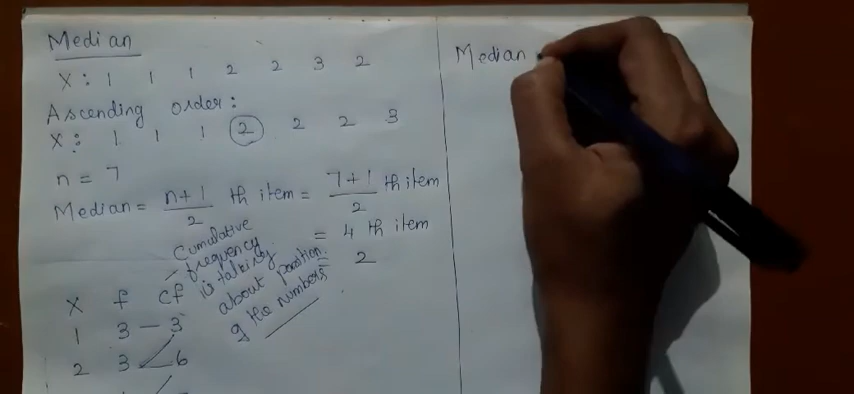 Median
X : 1 1 1 2 2 3 2
Ascending order :
X : 1 1 1 2 2 2 3
n = 7
Median = n+1/2 th item = 7+1/2 th item
= 4 th item
= 2
Cumulative
frequency
is talking
about position
of the numbers
X f cf
1 3 3
2 3 6
Median